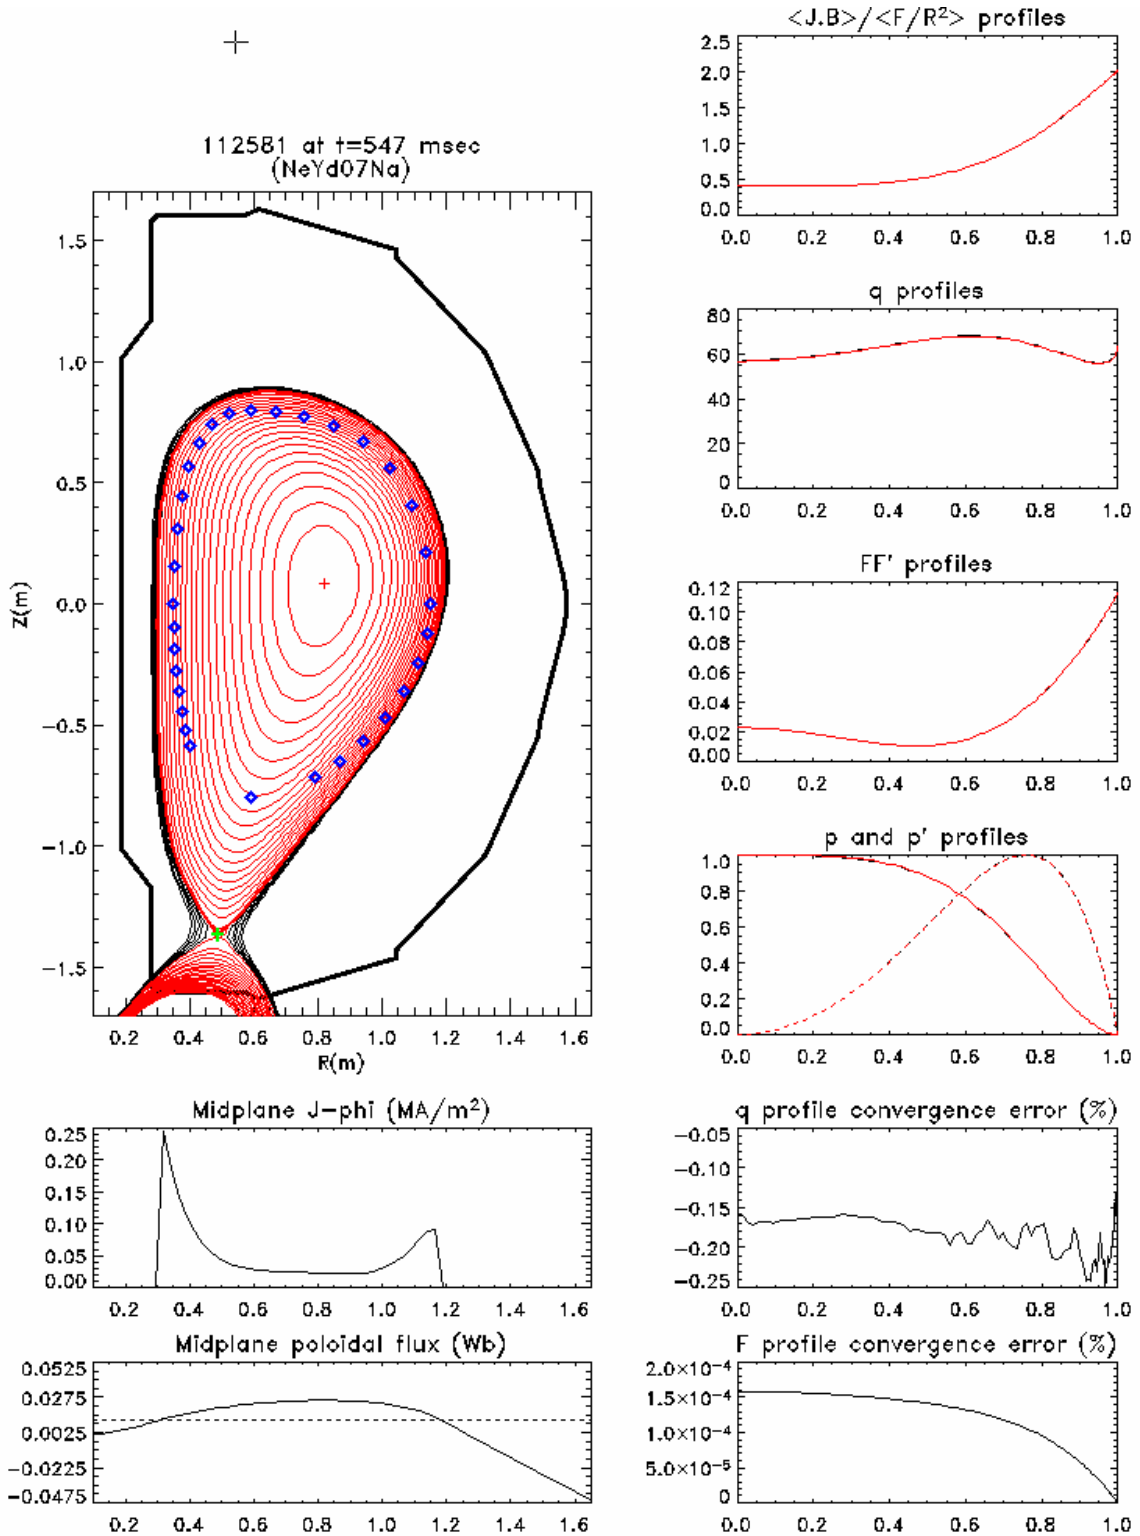 <J.B>/<F/R²> profiles
2.5
2.0
1.5
1.0
0.5
0.0
0.0 0.2 0.4 0.6 0.8 1.0
112581 at t=547 msec
(NeYd07Na)
1.5
1.0
0.5
0.0
−0.5
−1.0
−1.5
Z(m)
0.2 0.4 0.6 0.8 1.0 1.2 1.4 1.6
R(m)
q profiles
80
60
40
20
0
0.0 0.2 0.4 0.6 0.8 1.0
FF' profiles
0.12
0.10
0.08
0.06
0.04
0.02
0.00
0.0 0.2 0.4 0.6 0.8 1.0
p and p' profiles
1.0
0.8
0.6
0.4
0.2
0.0
0.0 0.2 0.4 0.6 0.8 1.0
Midplane J−phi (MA/m²)
0.25
0.20
0.15
0.10
0.05
0.00
0.2 0.4 0.6 0.8 1.0 1.2 1.4 1.6
q profile convergence error (%)
−0.05
−0.10
−0.15
−0.20
−0.25
0.0 0.2 0.4 0.6 0.8 1.0
Midplane poloidal flux (Wb)
0.0525
0.0275
0.0025
−0.0225
−0.0475
0.2 0.4 0.6 0.8 1.0 1.2 1.4 1.6
F profile convergence error (%)
2.0×10⁻⁴
1.5×10⁻⁴
1.0×10⁻⁴
5.0×10⁻⁵
0
0.0 0.2 0.4 0.6 0.8 1.0